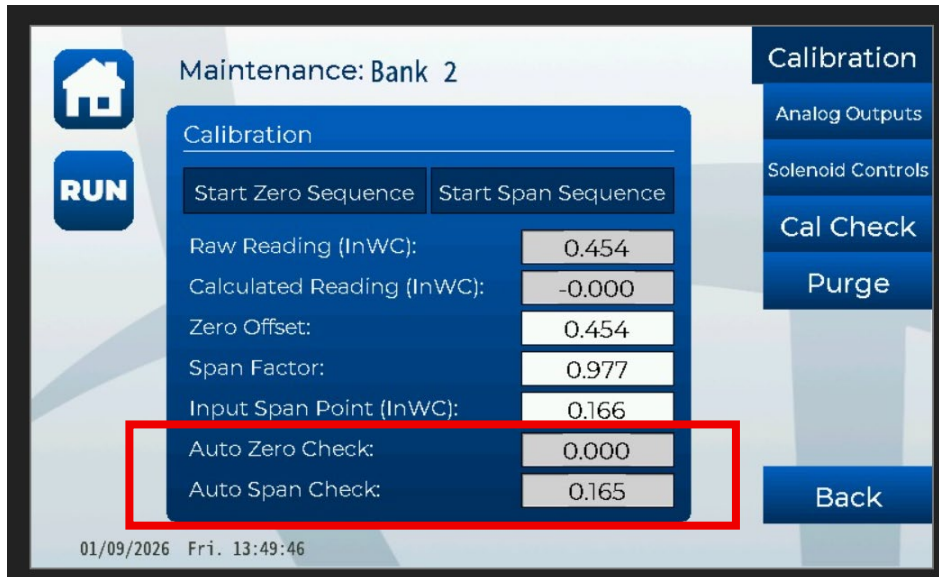 Maintenance: Bank 2
Calibration
Analog Outputs
Solenoid Controls
Cal Check
Purge
Back
RUN
Calibration
Start Zero Sequence Start Span Sequence
Raw Reading (InWC): 0.454
Calculated Reading (InWC): -0.000
Zero Offset: 0.454
Span Factor: 0.977
Input Span Point (InWC): 0.166
Auto Zero Check: 0.000
Auto Span Check: 0.165
01/09/2026 Fri. 13:49:46